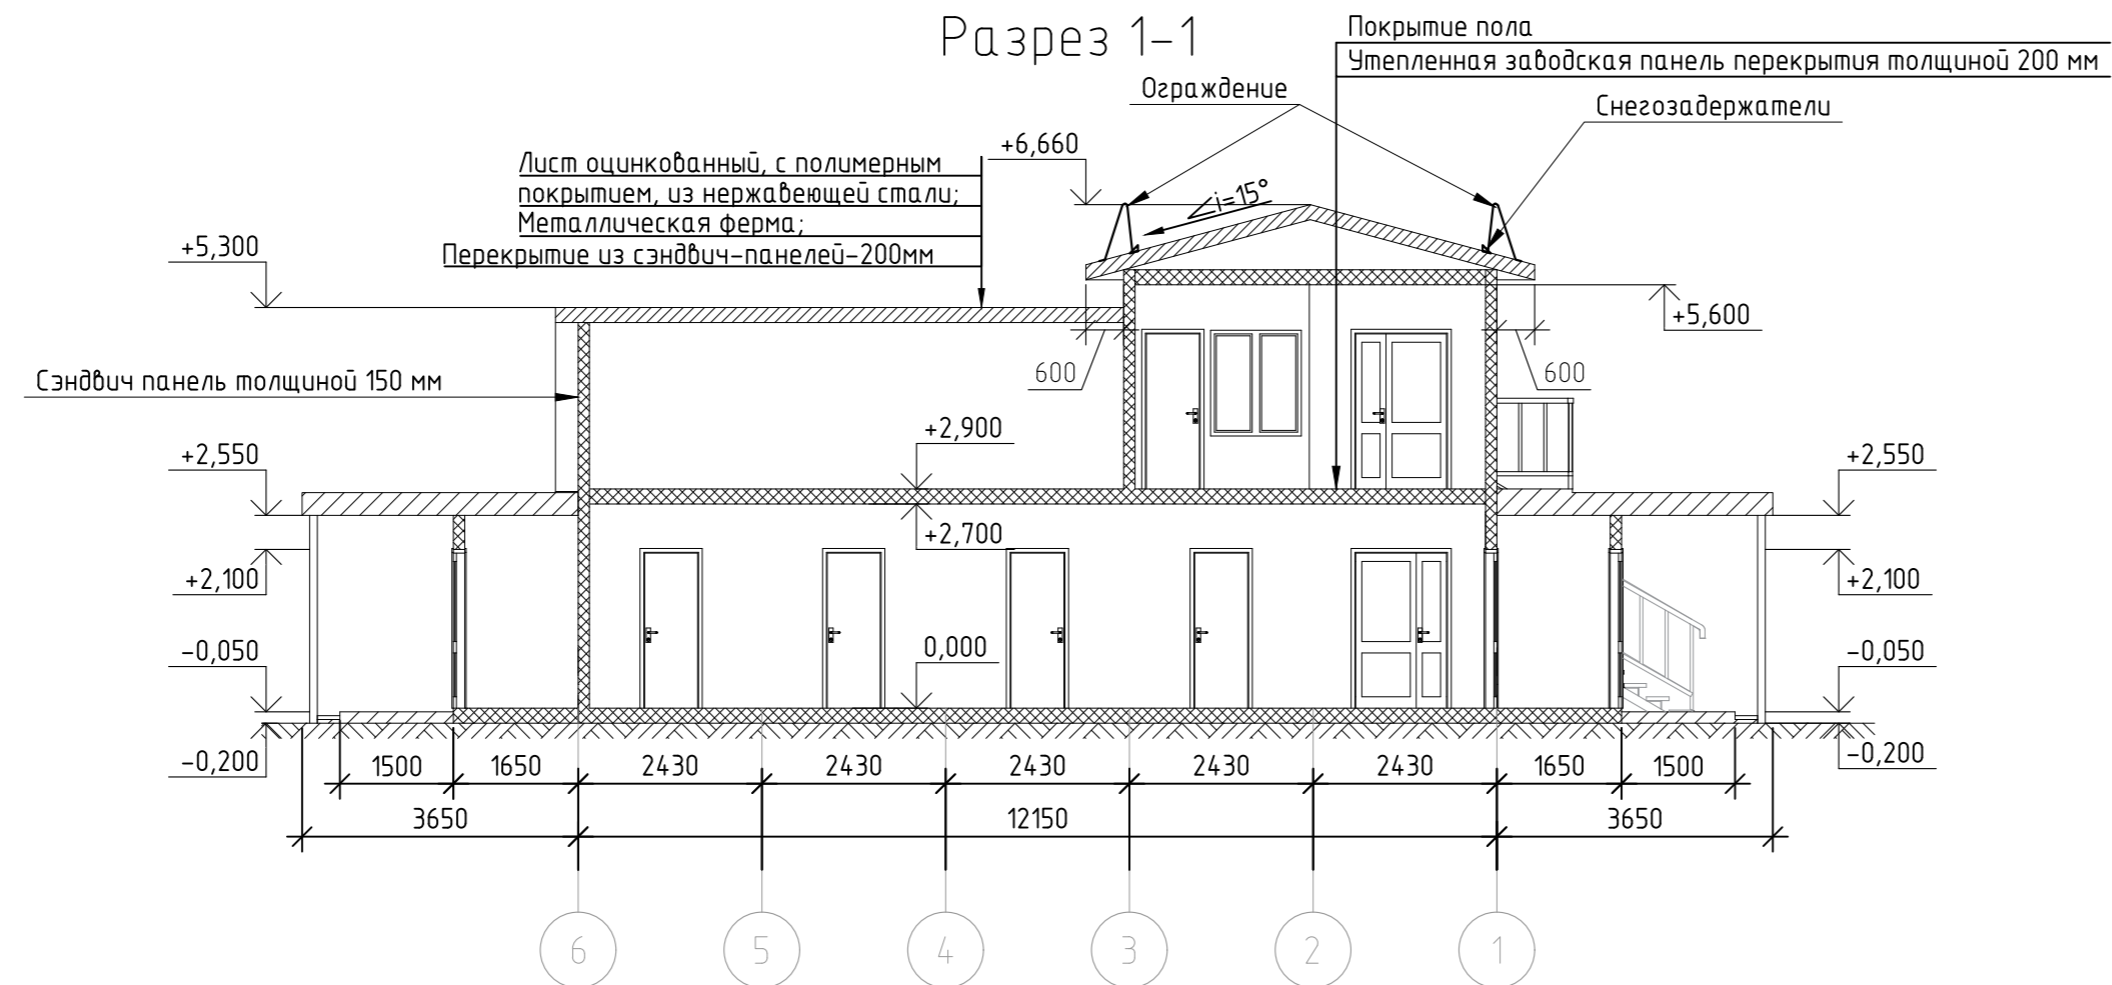 Разрез 1-1
Покрытие пола
Утепленная заводская панель перекрытия толщиной 200 мм
Ограждение
Снегозадержатели
+6,660
Лист оцинкованный, с полимерным
покрытием, из нержавеющей стали;
Металлическая ферма;
Перекрытие из сэндвич-панелей-200мм
∠i=15°
+5,300
+5,600
600
600
Сэндвич панель толщиной 150 мм
+2,900
+2,550
+2,550
+2,700
+2,100
+2,100
0,000
-0,050
-0,050
-0,200
-0,200
1500 1650 2430 2430 2430 2430 2430 1650 1500
3650 12150 3650
6 5 4 3 2 1